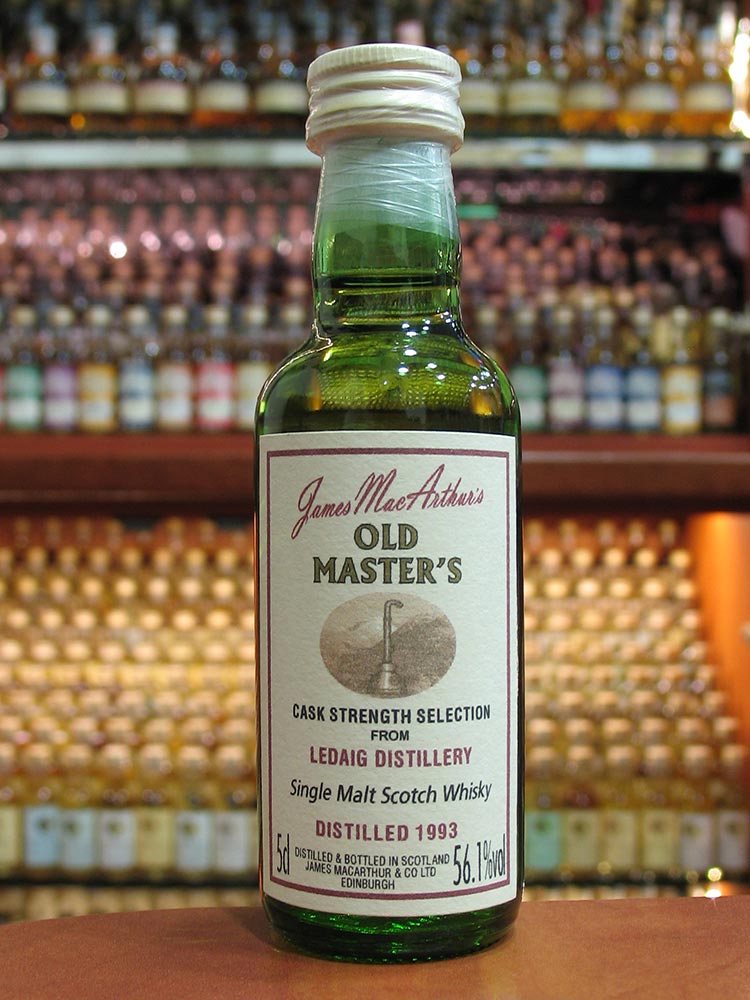 James MacArthur's
OLD
MASTER'S
CASK STRENGTH SELECTION
FROM
LEDAIG DISTILLERY
Single Malt Scotch Whisky
DISTILLED 1993
5cl DISTILLED & BOTTLED IN SCOTLAND 56.1%vol
JAMES MACARTHUR & CO LTD
EDINBURGH